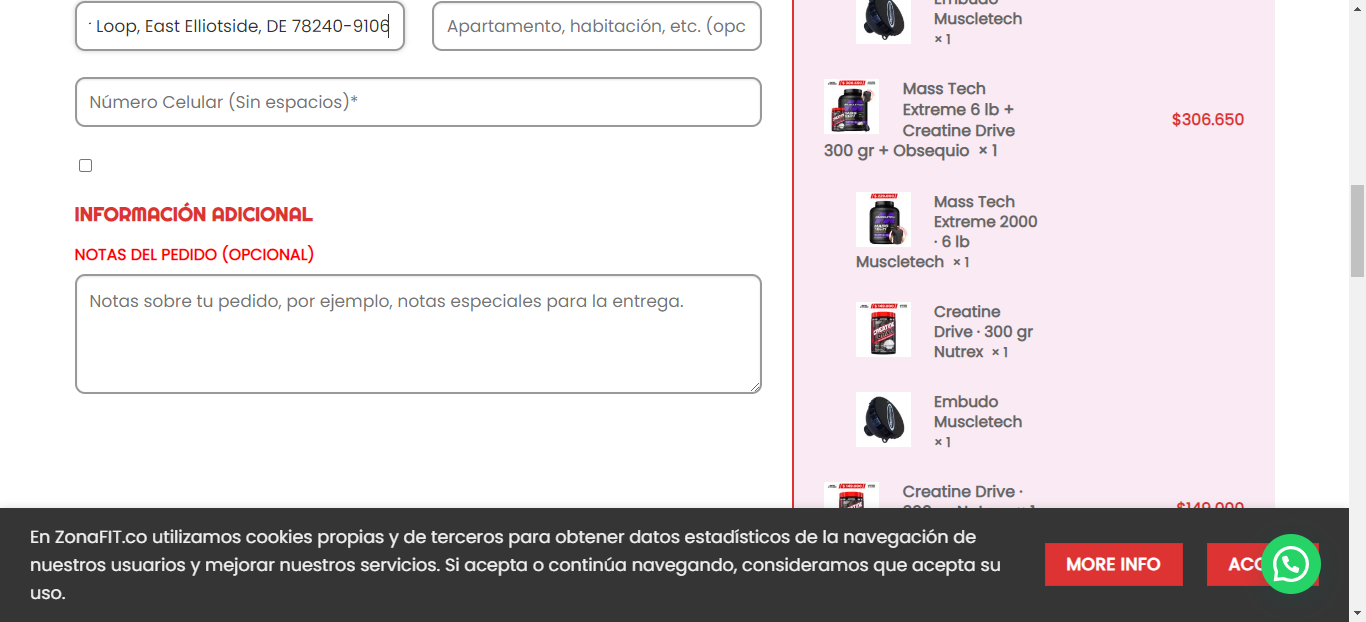 Loop, East Elliotside, DE 78240-9106
Apartamento, habitación, etc. (opc
Número Celular (Sin espacios)*
INFORMACIÓN ADICIONAL
NOTAS DEL PEDIDO (OPCIONAL)
Notas sobre tu pedido, por ejemplo, notas especiales para la entrega.
Embudo
Muscletech
× 1
Mass Tech
Extreme 6 lb +
Creatine Drive
300 gr + Obsequio × 1
$306.650
Mass Tech
Extreme 2000
· 6 lb
Muscletech × 1
Creatine
Drive · 300 gr
Nutrex × 1
Embudo
Muscletech
× 1
Creatine Drive ·
$149.900
En ZonaFIT.co utilizamos cookies propias y de terceros para obtener datos estadísticos de la navegación de
nuestros usuarios y mejorar nuestros servicios. Si acepta o continúa navegando, consideramos que acepta su
uso.
MORE INFO
ACC